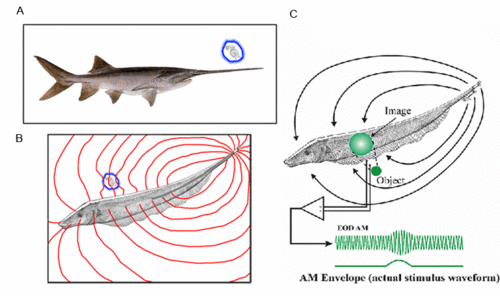 A
B
C
Image
Object
EOD AM
AM Envelope (actual stimulus waveform)